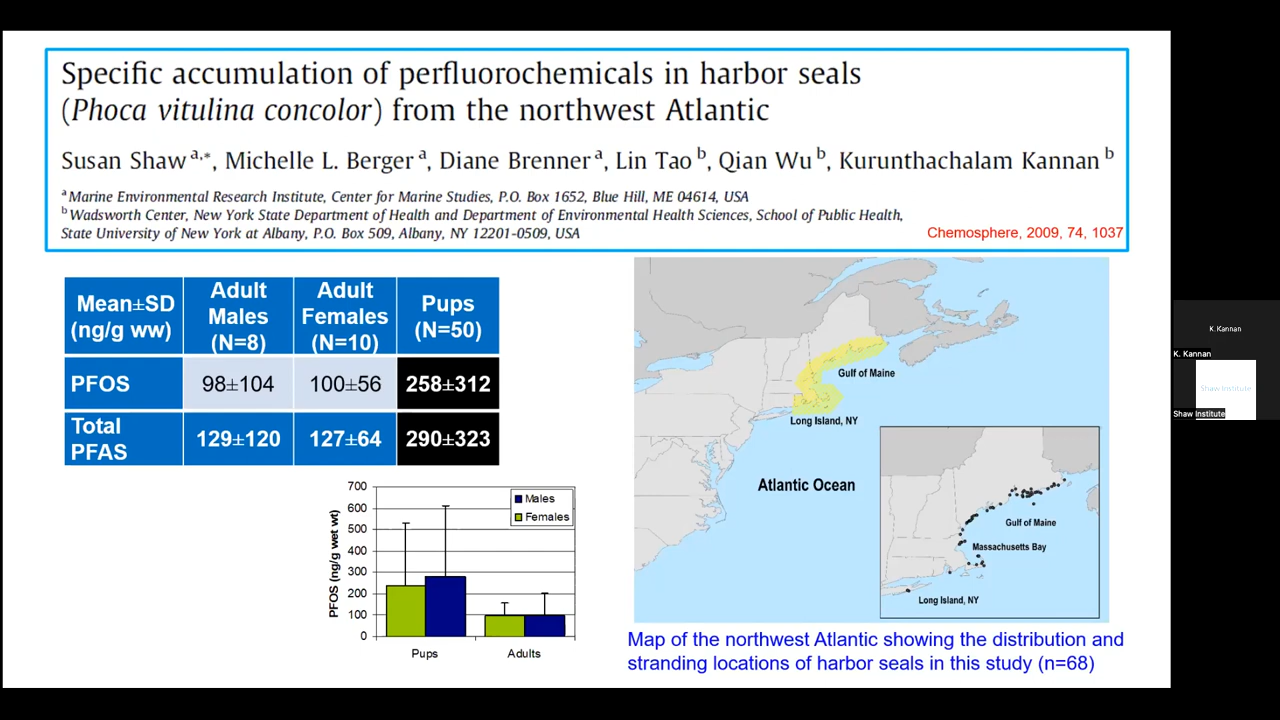 Specific accumulation of perfluorochemicals in harbor seals
(Phoca vitulina concolor) from the northwest Atlantic
Susan Shaw a,*, Michelle L. Berger a, Diane Brenner a, Lin Tao b, Qian Wu b, Kurunthachalam Kannan b
a Marine Environmental Research Institute, Center for Marine Studies, P.O. Box 1652, Blue Hill, ME 04614, USA
b Wadsworth Center, New York State Department of Health and Department of Environmental Health Sciences, School of Public Health,
State University of New York at Albany, P.O. Box 509, Albany, NY 12201-0509, USA
Chemosphere, 2009, 74, 1037
Mean±SD (ng/g ww) Adult Males (N=8) Adult Females (N=10) Pups (N=50)
PFOS 98±104 100±56 258±312
Total PFAS 129±120 127±64 290±323
PFOS (ng/g wet wt)
700
600
500
400
300
200
100
0
Males
Females
Pups Adults
Gulf of Maine
Long Island, NY
Atlantic Ocean
Gulf of Maine
Massachusetts Bay
Long Island, NY
Map of the northwest Atlantic showing the distribution and
stranding locations of harbor seals in this study (n=68)
K. Kannan
K. Kannan
Shaw Institute
Shaw Institute